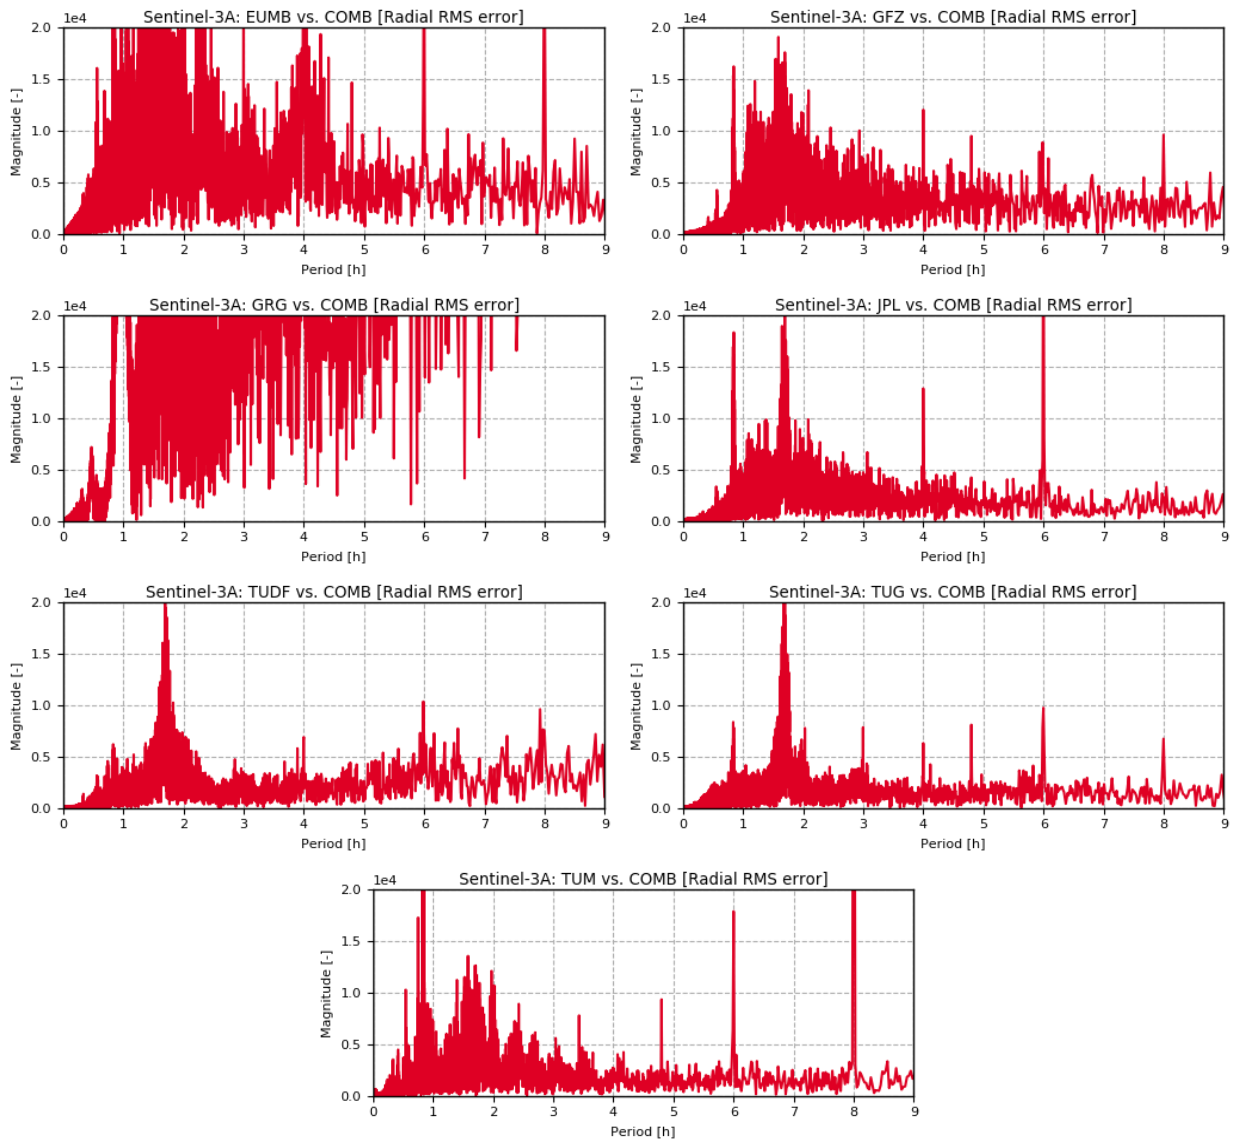 Sentinel-3A: EUMB vs. COMB [Radial RMS error]
1e4
2.0
1.5
1.0
0.5
0.0
Magnitude [-]
0 1 2 3 4 5 6 7 8 9
Period [h]
Sentinel-3A: GFZ vs. COMB [Radial RMS error]
1e4
2.0
1.5
1.0
0.5
0.0
Magnitude [-]
0 1 2 3 4 5 6 7 8 9
Period [h]
Sentinel-3A: GRG vs. COMB [Radial RMS error]
1e4
2.0
1.5
1.0
0.5
0.0
Magnitude [-]
0 1 2 3 4 5 6 7 8 9
Period [h]
Sentinel-3A: JPL vs. COMB [Radial RMS error]
1e4
2.0
1.5
1.0
0.5
0.0
Magnitude [-]
0 1 2 3 4 5 6 7 8 9
Period [h]
Sentinel-3A: TUDF vs. COMB [Radial RMS error]
1e4
2.0
1.5
1.0
0.5
0.0
Magnitude [-]
0 1 2 3 4 5 6 7 8 9
Period [h]
Sentinel-3A: TUG vs. COMB [Radial RMS error]
1e4
2.0
1.5
1.0
0.5
0.0
Magnitude [-]
0 1 2 3 4 5 6 7 8 9
Period [h]
Sentinel-3A: TUM vs. COMB [Radial RMS error]
1e4
2.0
1.5
1.0
0.5
0.0
Magnitude [-]
0 1 2 3 4 5 6 7 8 9
Period [h]